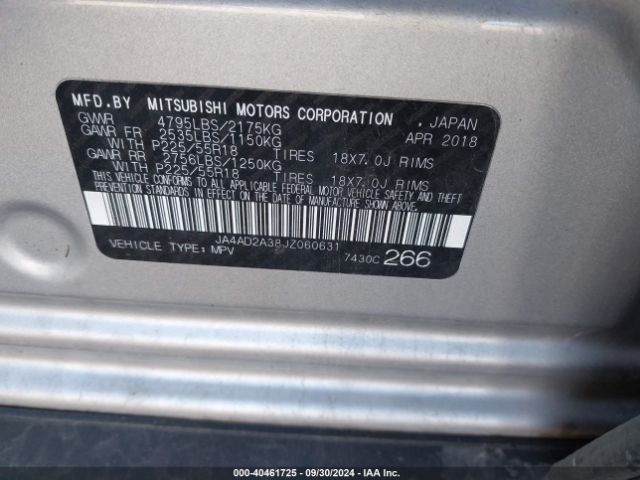 MFD.BY MITSUBISHI MOTORS CORPORATION . JAPAN
GVWR 4795LBS/2175KG APR 2018
GAWR FR 2535LBS/1150KG
WITH P225/55R18 TIRES 18X7.0J RIMS
GAWR RR 2756LBS/1250KG
WITH P225/55R18 TIRES 18X7.0J RIMS
THIS VEHICLE CONFORMS TO ALL APPLICABLE FEDERAL MOTOR VEHICLE SAFETY AND THEFT
PREVENTION STANDARDS IN EFFECT ON THE DATE OF MANUFACTURE SHOWN ABOVE.
JA4AD2A38JZ060631
VEHICLE TYPE: MPV 7430C 266
000-40461725 - 09/30/2024 - IAA Inc.